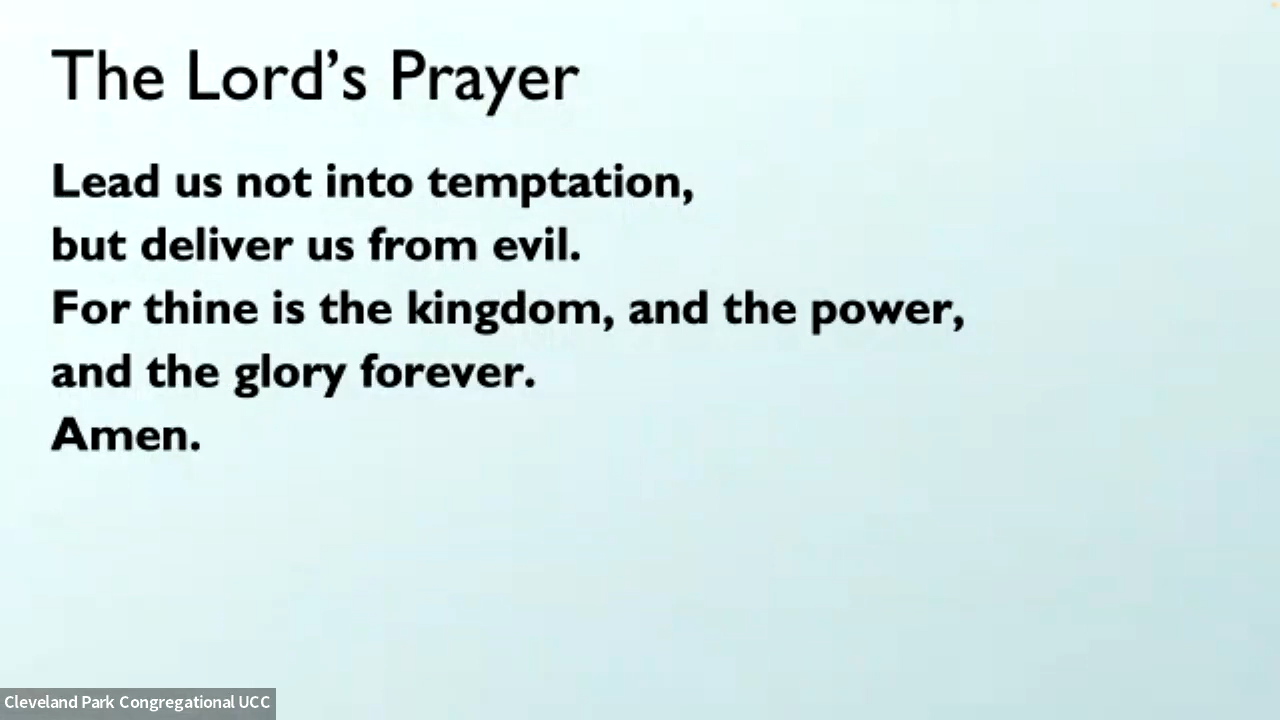 The Lord’s Prayer
Lead us not into temptation,
but deliver us from evil.
For thine is the kingdom, and the power,
and the glory forever.
Amen.
Cleveland Park Congregational UCC